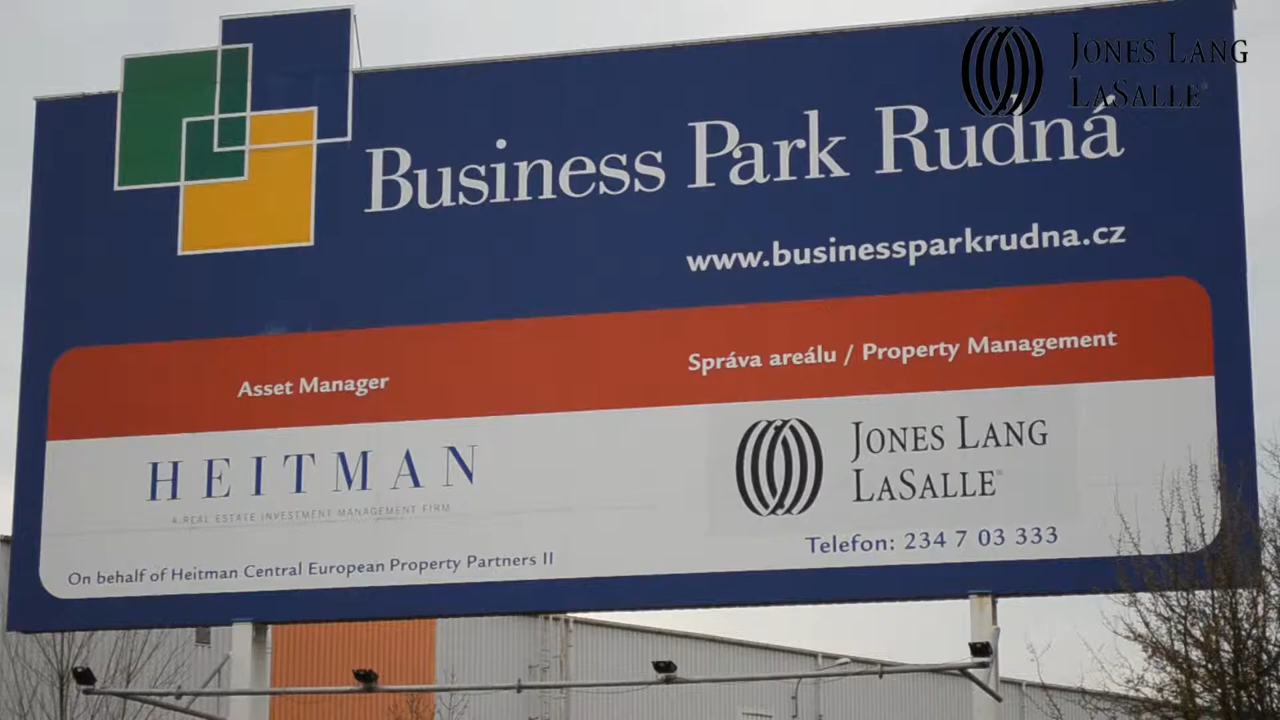 Jones Lang
LaSalle®
Business Park Rudná
www.businessparkrudna.cz
Asset Manager
Správa areálu / Property Management
HEITMAN
A REAL ESTATE INVESTMENT MANAGEMENT FIRM
On behalf of Heitman Central European Property Partners II
Jones Lang
LaSalle
Telefon: 234 7 03 333